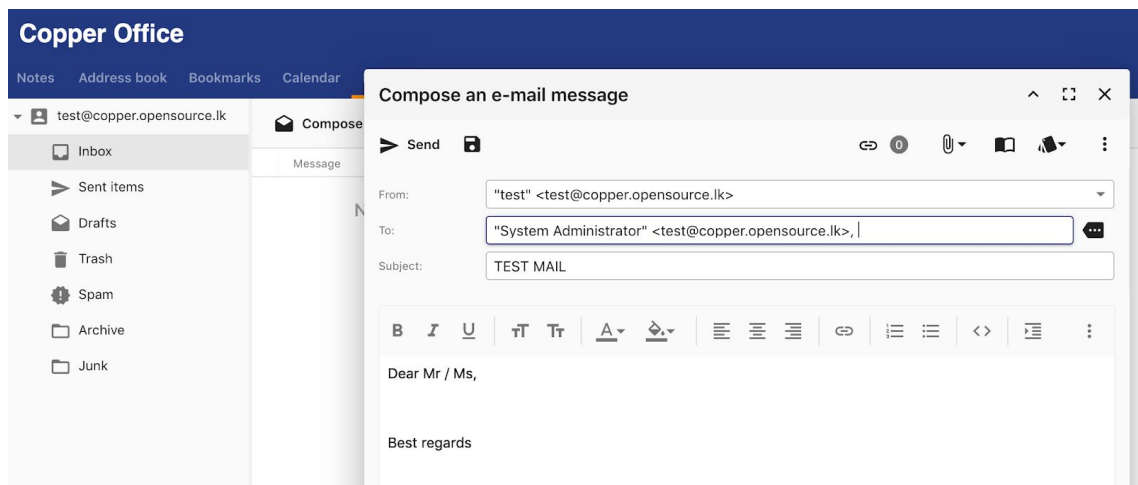 Copper Office
Notes Address book Bookmarks Calendar
test@copper.opensource.lk
Inbox
Sent items
Drafts
Trash
Spam
Archive
Junk
Compose
Message
N
Compose an e-mail message
Send
0
From: "test" <test@copper.opensource.lk>
To: "System Administrator" <test@copper.opensource.lk>,
Subject: TEST MAIL
B I U TT TT A
Dear Mr / Ms,
Best regards